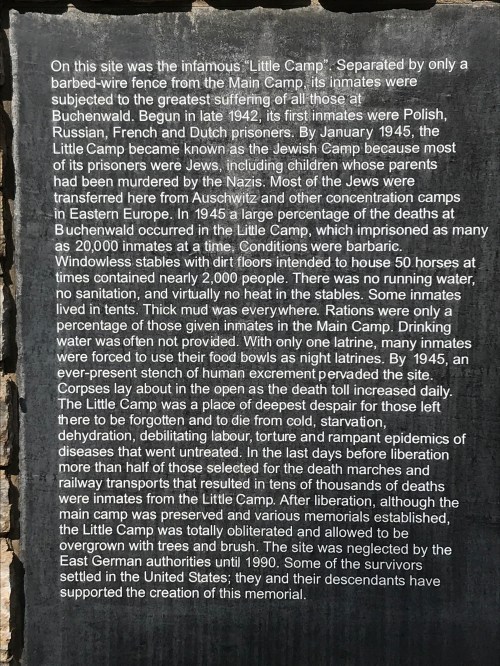 On this site was the infamous "Little Camp". Separated by only a
barbed-wire fence from the Main Camp, its inmates were
subjected to the greatest suffering of all those at
Buchenwald. Begun in late 1942, its first inmates were Polish,
Russian, French and Dutch prisoners. By January 1945, the
Little Camp became known as the Jewish Camp because most
of its prisoners were Jews, including children whose parents
had been murdered by the Nazis. Most of the Jews were
transferred here from Auschwitz and other concentration camps
in Eastern Europe. In 1945 a large percentage of the deaths at
Buchenwald occurred in the Little Camp, which imprisoned as many
as 20,000 inmates at a time. Conditions were barbaric.
Windowless stables with dirt floors intended to house 50 horses at
times contained nearly 2,000 people. There was no running water,
no sanitation, and virtually no heat in the stables. Some inmates
lived in tents. Thick mud was everywhere. Rations were only a
percentage of those given inmates in the Main Camp. Drinking
water was often not provided. With only one latrine, many inmates
were forced to use their food bowls as night latrines. By 1945, an
ever-present stench of human excrement pervaded the site.
Corpses lay about in the open as the death toll increased daily.
The Little Camp was a place of deepest despair for those left
there to be forgotten and to die from cold, starvation,
dehydration, debilitating labour, torture and rampant epidemics of
diseases that went untreated. In the last days before liberation
more than half of those selected for the death marches and
railway transports that resulted in tens of thousands of deaths
were inmates from the Little Camp. After liberation, although the
main camp was preserved and various memorials established,
the Little Camp was totally obliterated and allowed to be
overgrown with trees and brush. The site was neglected by the
East German authorities until 1990. Some of the survivors
settled in the United States; they and their descendants have
supported the creation of this memorial.